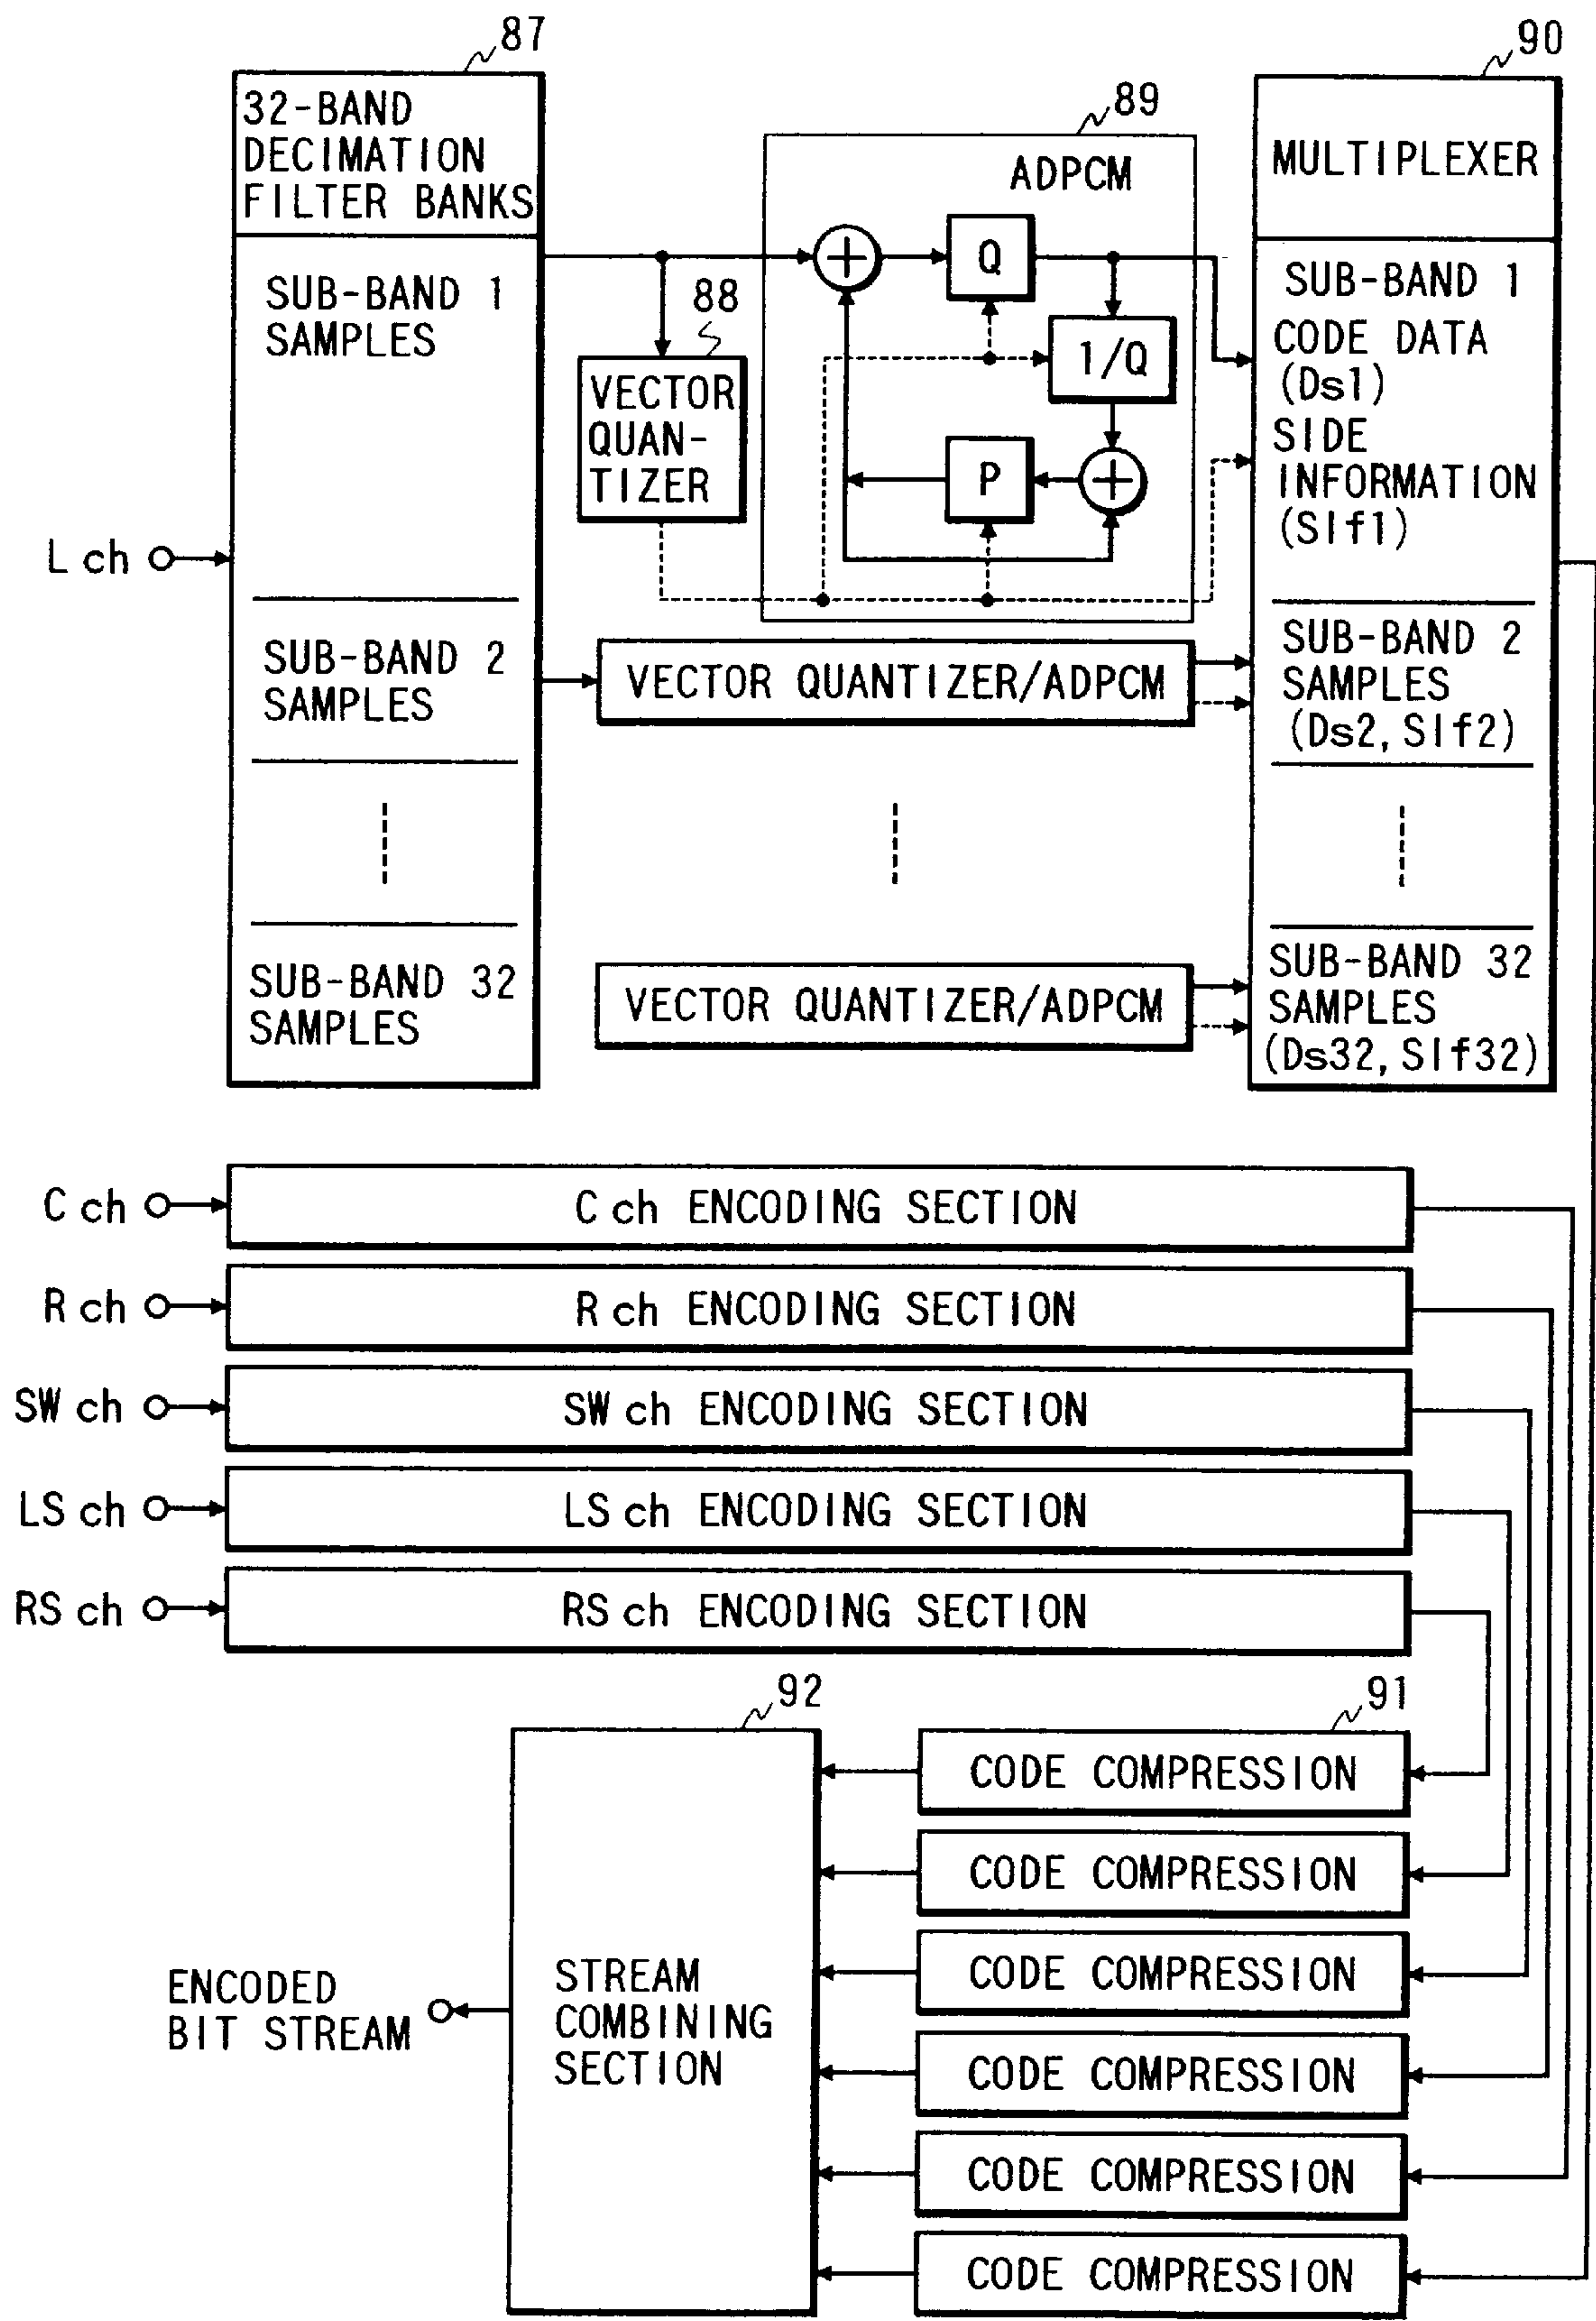 87
32-BAND
DECIMATION
FILTER BANKS
SUB-BAND 1
SAMPLES
88
VECTOR
QUAN-
TIZER
89
ADPCM
Q
1/Q
P
90
MULTIPLEXER
SUB-BAND 1
CODE DATA
(Ds1)
SIDE
INFORMATION
(SIf1)
L ch
SUB-BAND 2
SAMPLES
VECTOR QUANTIZER/ADPCM
SUB-BAND 2
SAMPLES
(Ds2, SIf2)
SUB-BAND 32
SAMPLES
VECTOR QUANTIZER/ADPCM
SUB-BAND 32
SAMPLES
(Ds32, SIf32)
C ch
C ch ENCODING SECTION
R ch
R ch ENCODING SECTION
SW ch
SW ch ENCODING SECTION
LS ch
LS ch ENCODING SECTION
RS ch
RS ch ENCODING SECTION
92
91
CODE COMPRESSION
CODE COMPRESSION
CODE COMPRESSION
CODE COMPRESSION
CODE COMPRESSION
CODE COMPRESSION
STREAM
COMBINING
SECTION
ENCODED
BIT STREAM